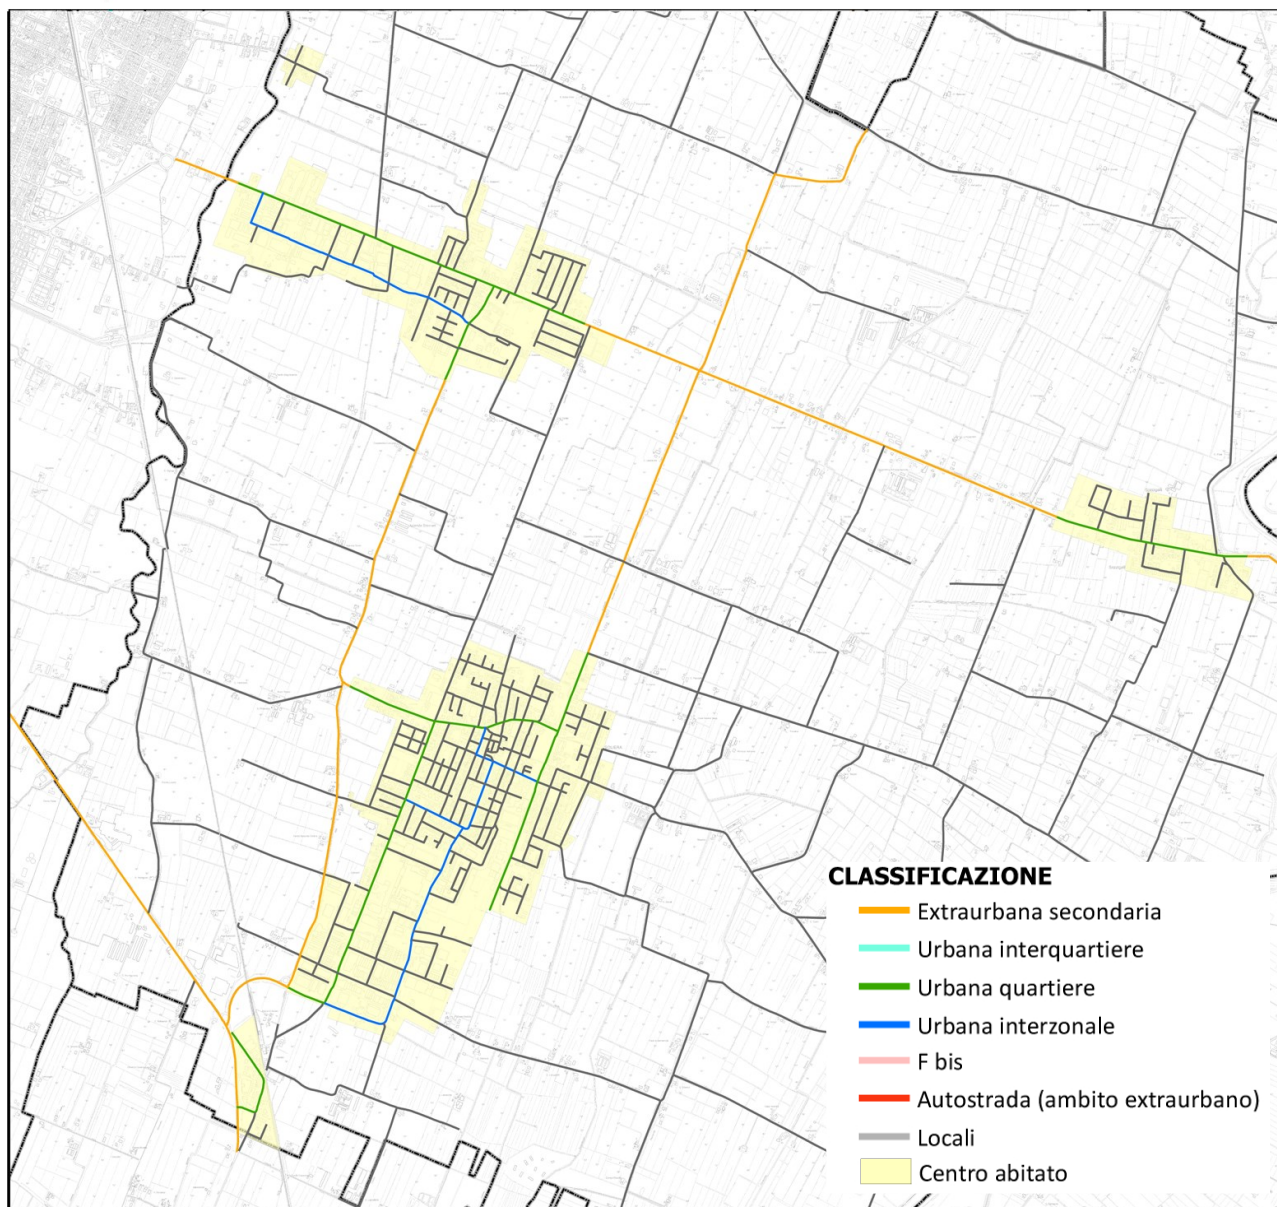 CLASSIFICAZIONE
Extraurbana secondaria
Urbana interquartiere
Urbana quartiere
Urbana interzonale
F bis
Autostrada (ambito extraurbano)
Locali
Centro abitato